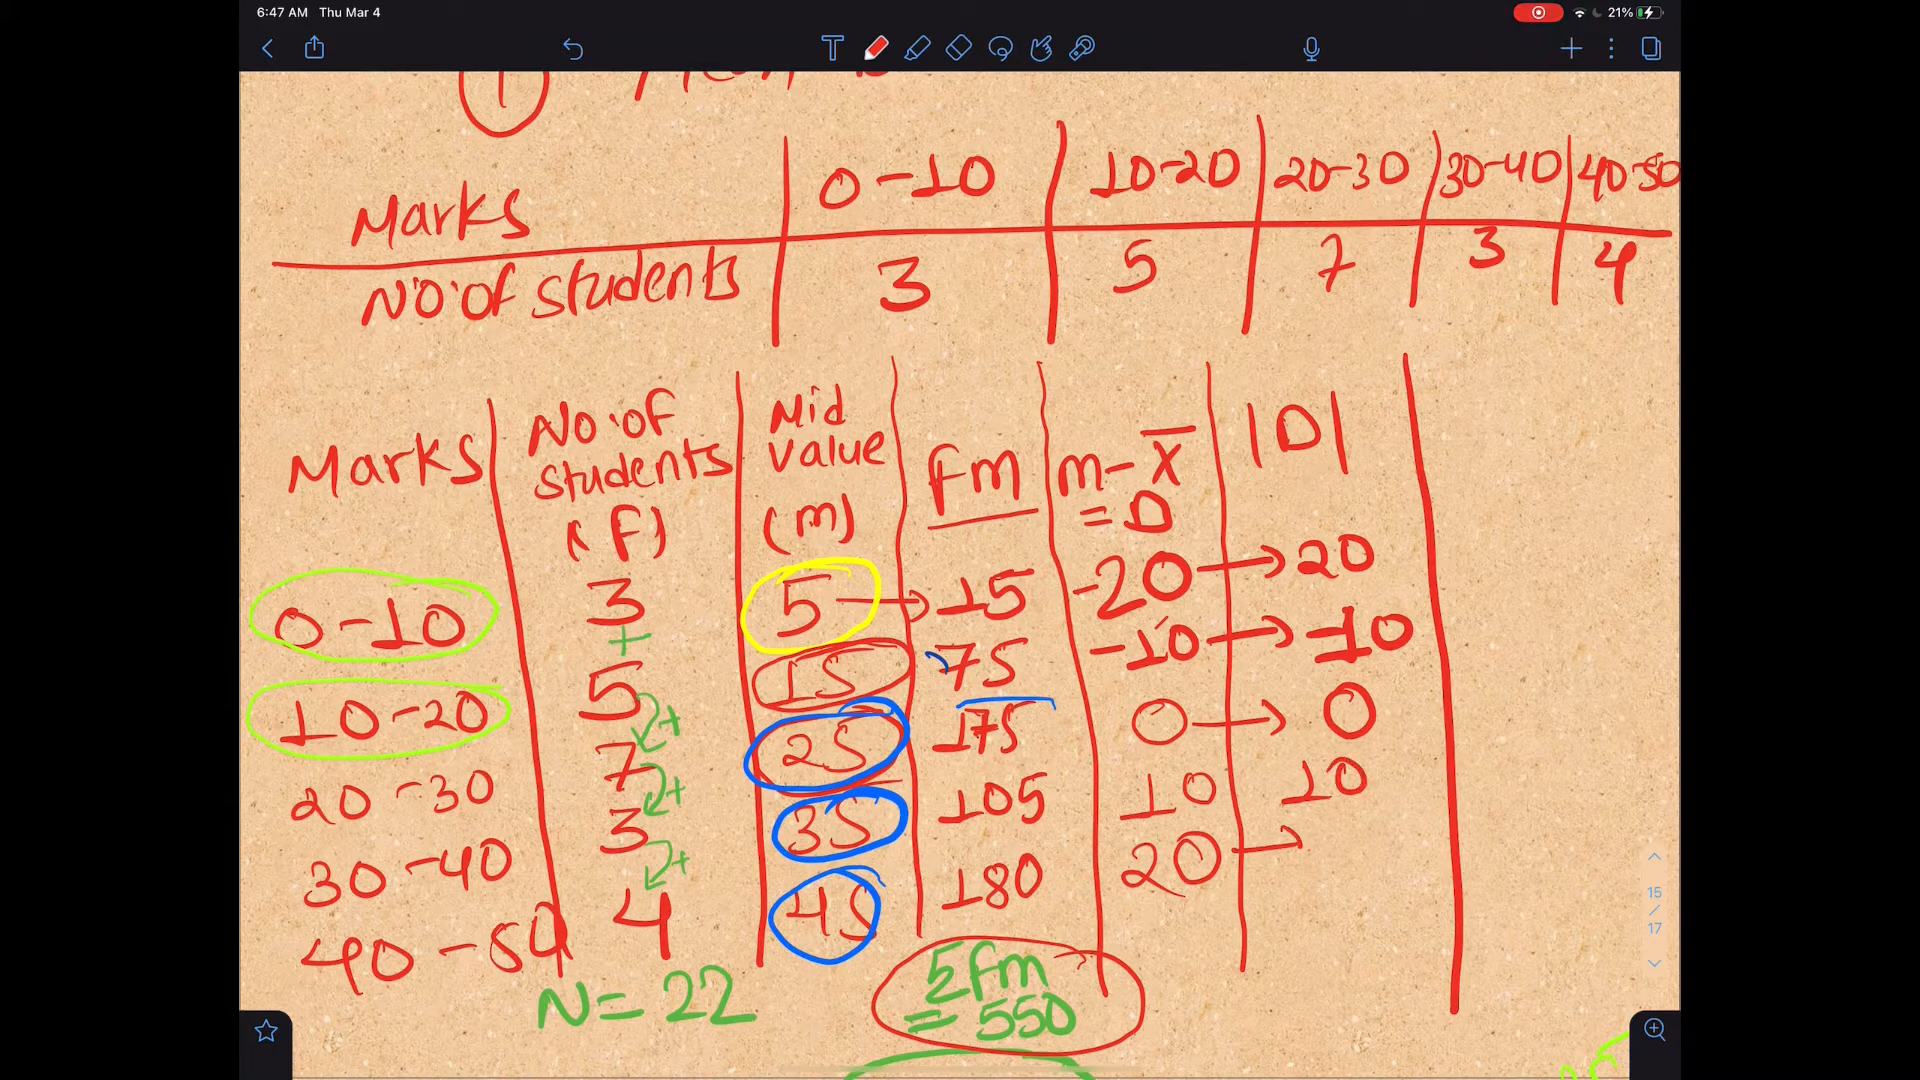 6:47 AM Thu Mar 4 21%
T
1
Marks 0-10 10-20 20-30 30-40 40-50
No. of students 3 5 7 3 4
Marks No. of students (F) Mid value (m) Fm m-X̅ =D |D|
0-10 3 5 → 15 -20 → 20
+
10-20 5 15 75 -10 → -10
+
20-30 7 25 175 0 → 0
+
30-40 3 35 105 10 10
+
40-50 4 45 180 20 →
N=22 Σfm = 550
15
/
17